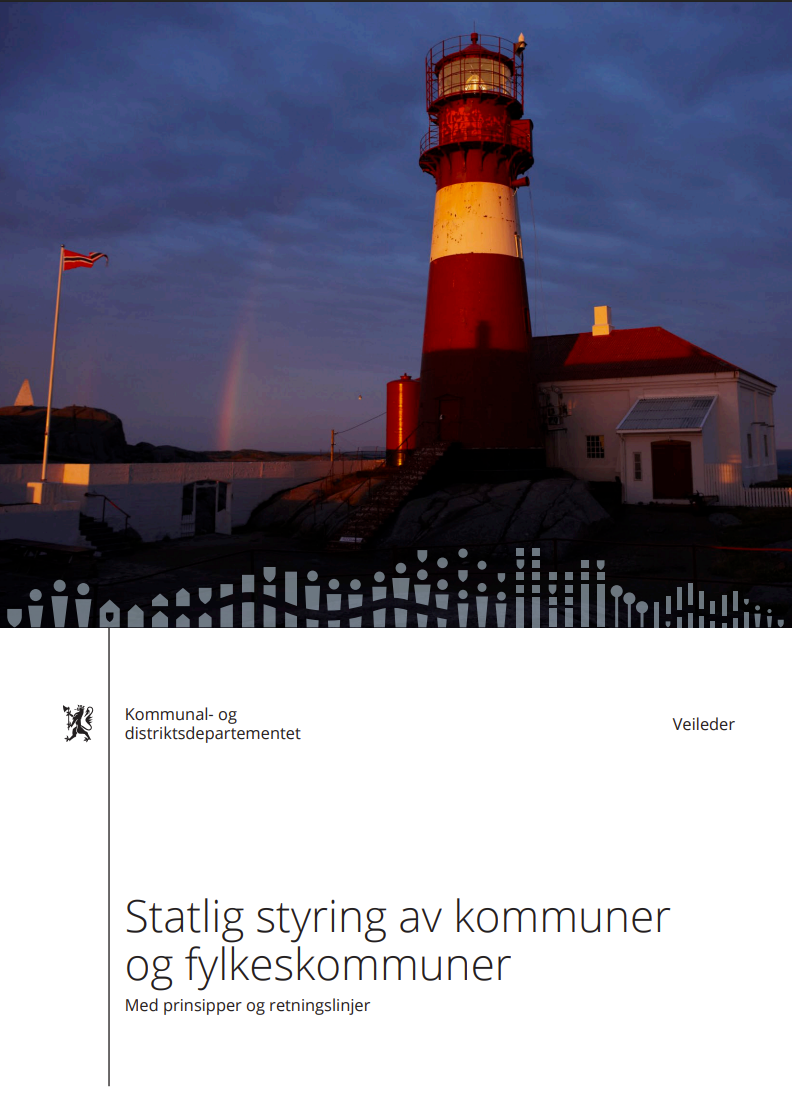 Kommunal- og
distriktsdepartementet
Veileder
Statlig styring av kommuner
og fylkeskommuner
Med prinsipper og retningslinjer